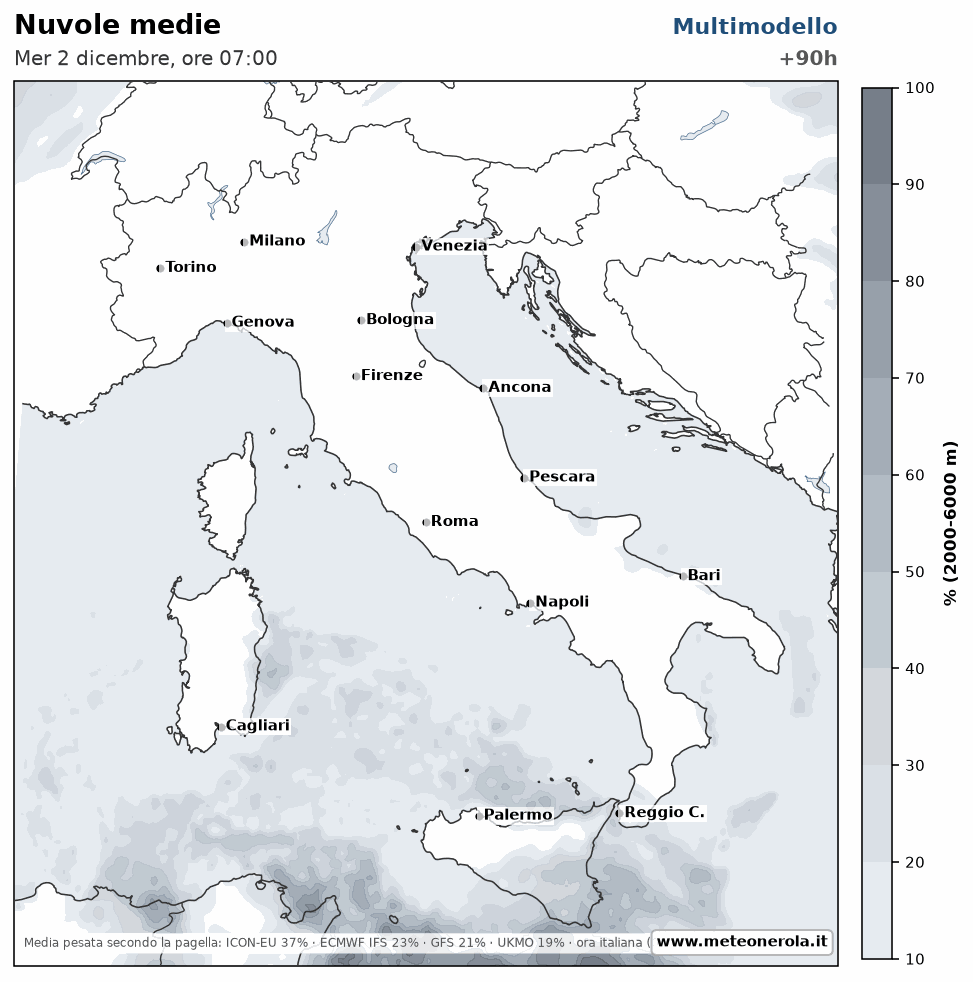 Nuvole medie
Multimodello
Mer 2 dicembre, ore 07:00
+90h
Milano
Venezia
Torino
Genova
Bologna
Firenze
Ancona
Pescara
Roma
Bari
Napoli
Cagliari
Palermo
Reggio C.
Media pesata secondo la pagella: ICON-EU 37% · ECMWF IFS 23% · GFS 21% · UKMO 19% · ora italiana (
www.meteonerola.it
100
90
80
70
60
50
40
30
20
10
% (2000-6000 m)